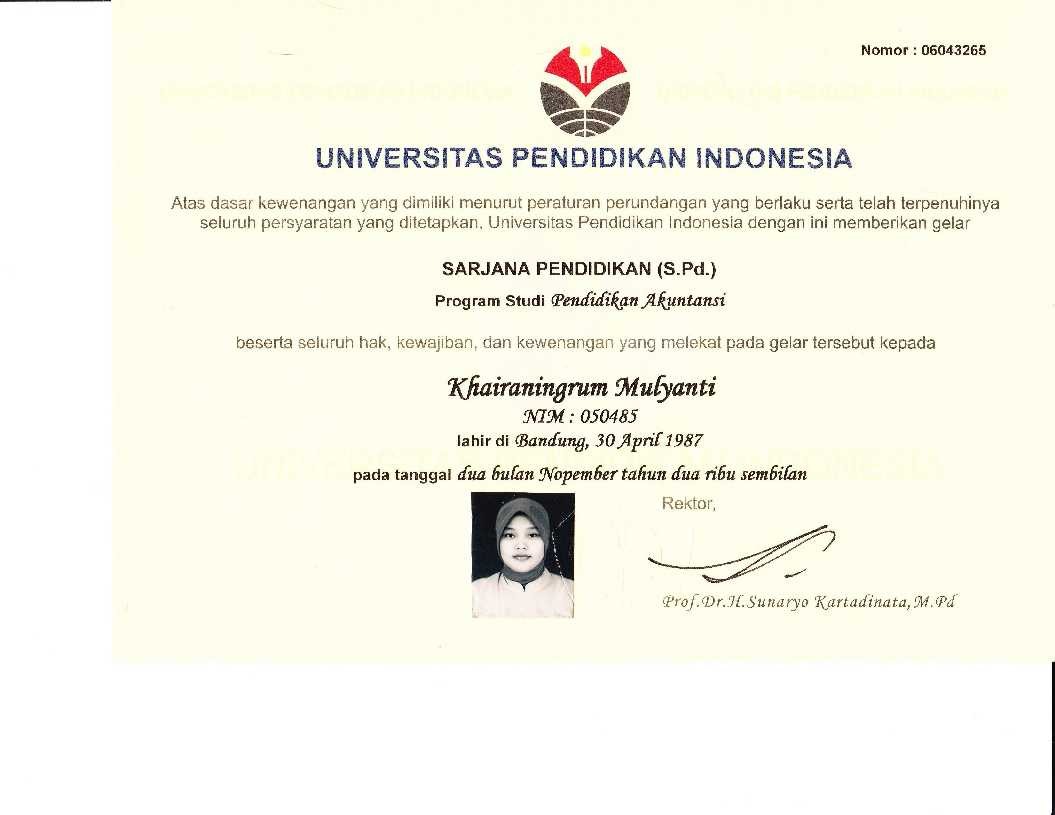 Nomor : 06043265
UNIVERSITAS PENDIDIKAN INDONESIA
Atas dasar kewenangan yang dimiliki menurut peraturan perundangan yang berlaku serta telah terpenuhinya
seluruh persyaratan yang ditetapkan, Universitas Pendidikan Indonesia dengan ini memberikan gelar
SARJANA PENDIDIKAN (S.Pd.)
Program Studi Pendidikan Akuntansi
beserta seluruh hak, kewajiban, dan kewenangan yang melekat pada gelar tersebut kepada
Khairaningrum Mulyanti
NIM : 050485
lahir di Bandung, 30 April 1987
pada tanggal dua bulan Nopember tahun dua ribu sembilan
Rektor,
Prof.Dr.H.Sunaryo Kartadinata,M.Pd